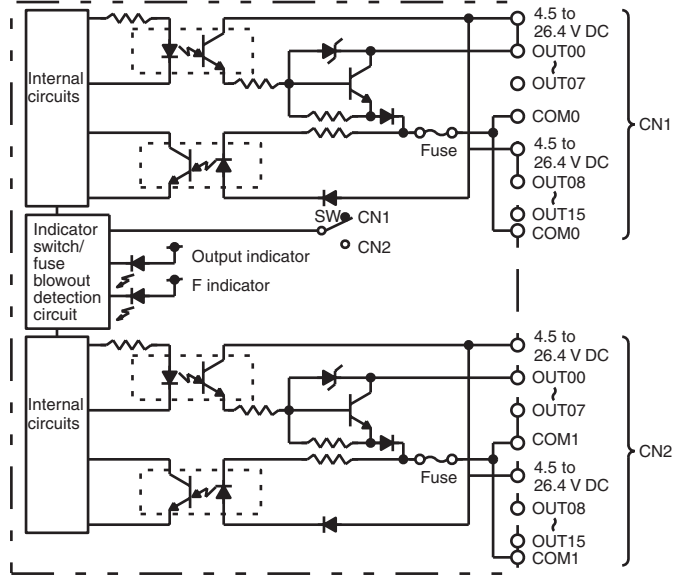 4.5 to
26.4 V DC
OUT00
OUT07
COM0
4.5 to
26.4 V DC
OUT08
OUT15
COM0
CN1
Internal
circuits
Fuse
SW
CN1
CN2
Indicator
switch/
fuse
blowout
detection
circuit
Output indicator
F indicator
4.5 to
26.4 V DC
OUT00
OUT07
COM1
4.5 to
26.4 V DC
OUT08
OUT15
COM1
CN2
Internal
circuits
Fuse